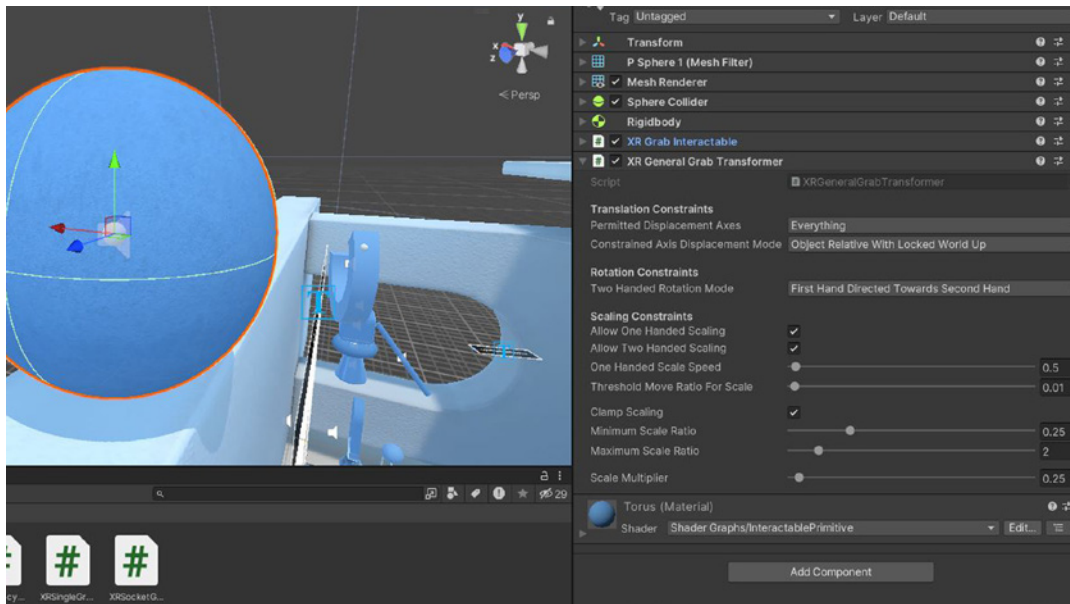 y
x
z
Persp
Tag Untagged Layer Default
Transform
P Sphere 1 (Mesh Filter)
# Mesh Renderer
Sphere Collider
Rigidbody
# XR Grab Interactable
# XR General Grab Transformer
Script XRGeneralGrabTransformer
Translation Constraints
Permitted Displacement Axes Everything
Constrained Axis Displacement Mode Object Relative With Locked World Up
Rotation Constraints
Two Handed Rotation Mode First Hand Directed Towards Second Hand
Scaling Constraints
Allow One Handed Scaling
Allow Two Handed Scaling
One Handed Scale Speed 0.5
Threshold Move Ratio For Scale 0.01
Clamp Scaling
Minimum Scale Ratio 0.25
Maximum Scale Ratio 2
Scale Multiplier 0.25
Torus (Material)
Shader Shader Graphs/InteractablePrimitive Edit...
Add Component
29
# #
cy... XRSingleGr... XRSocketG...